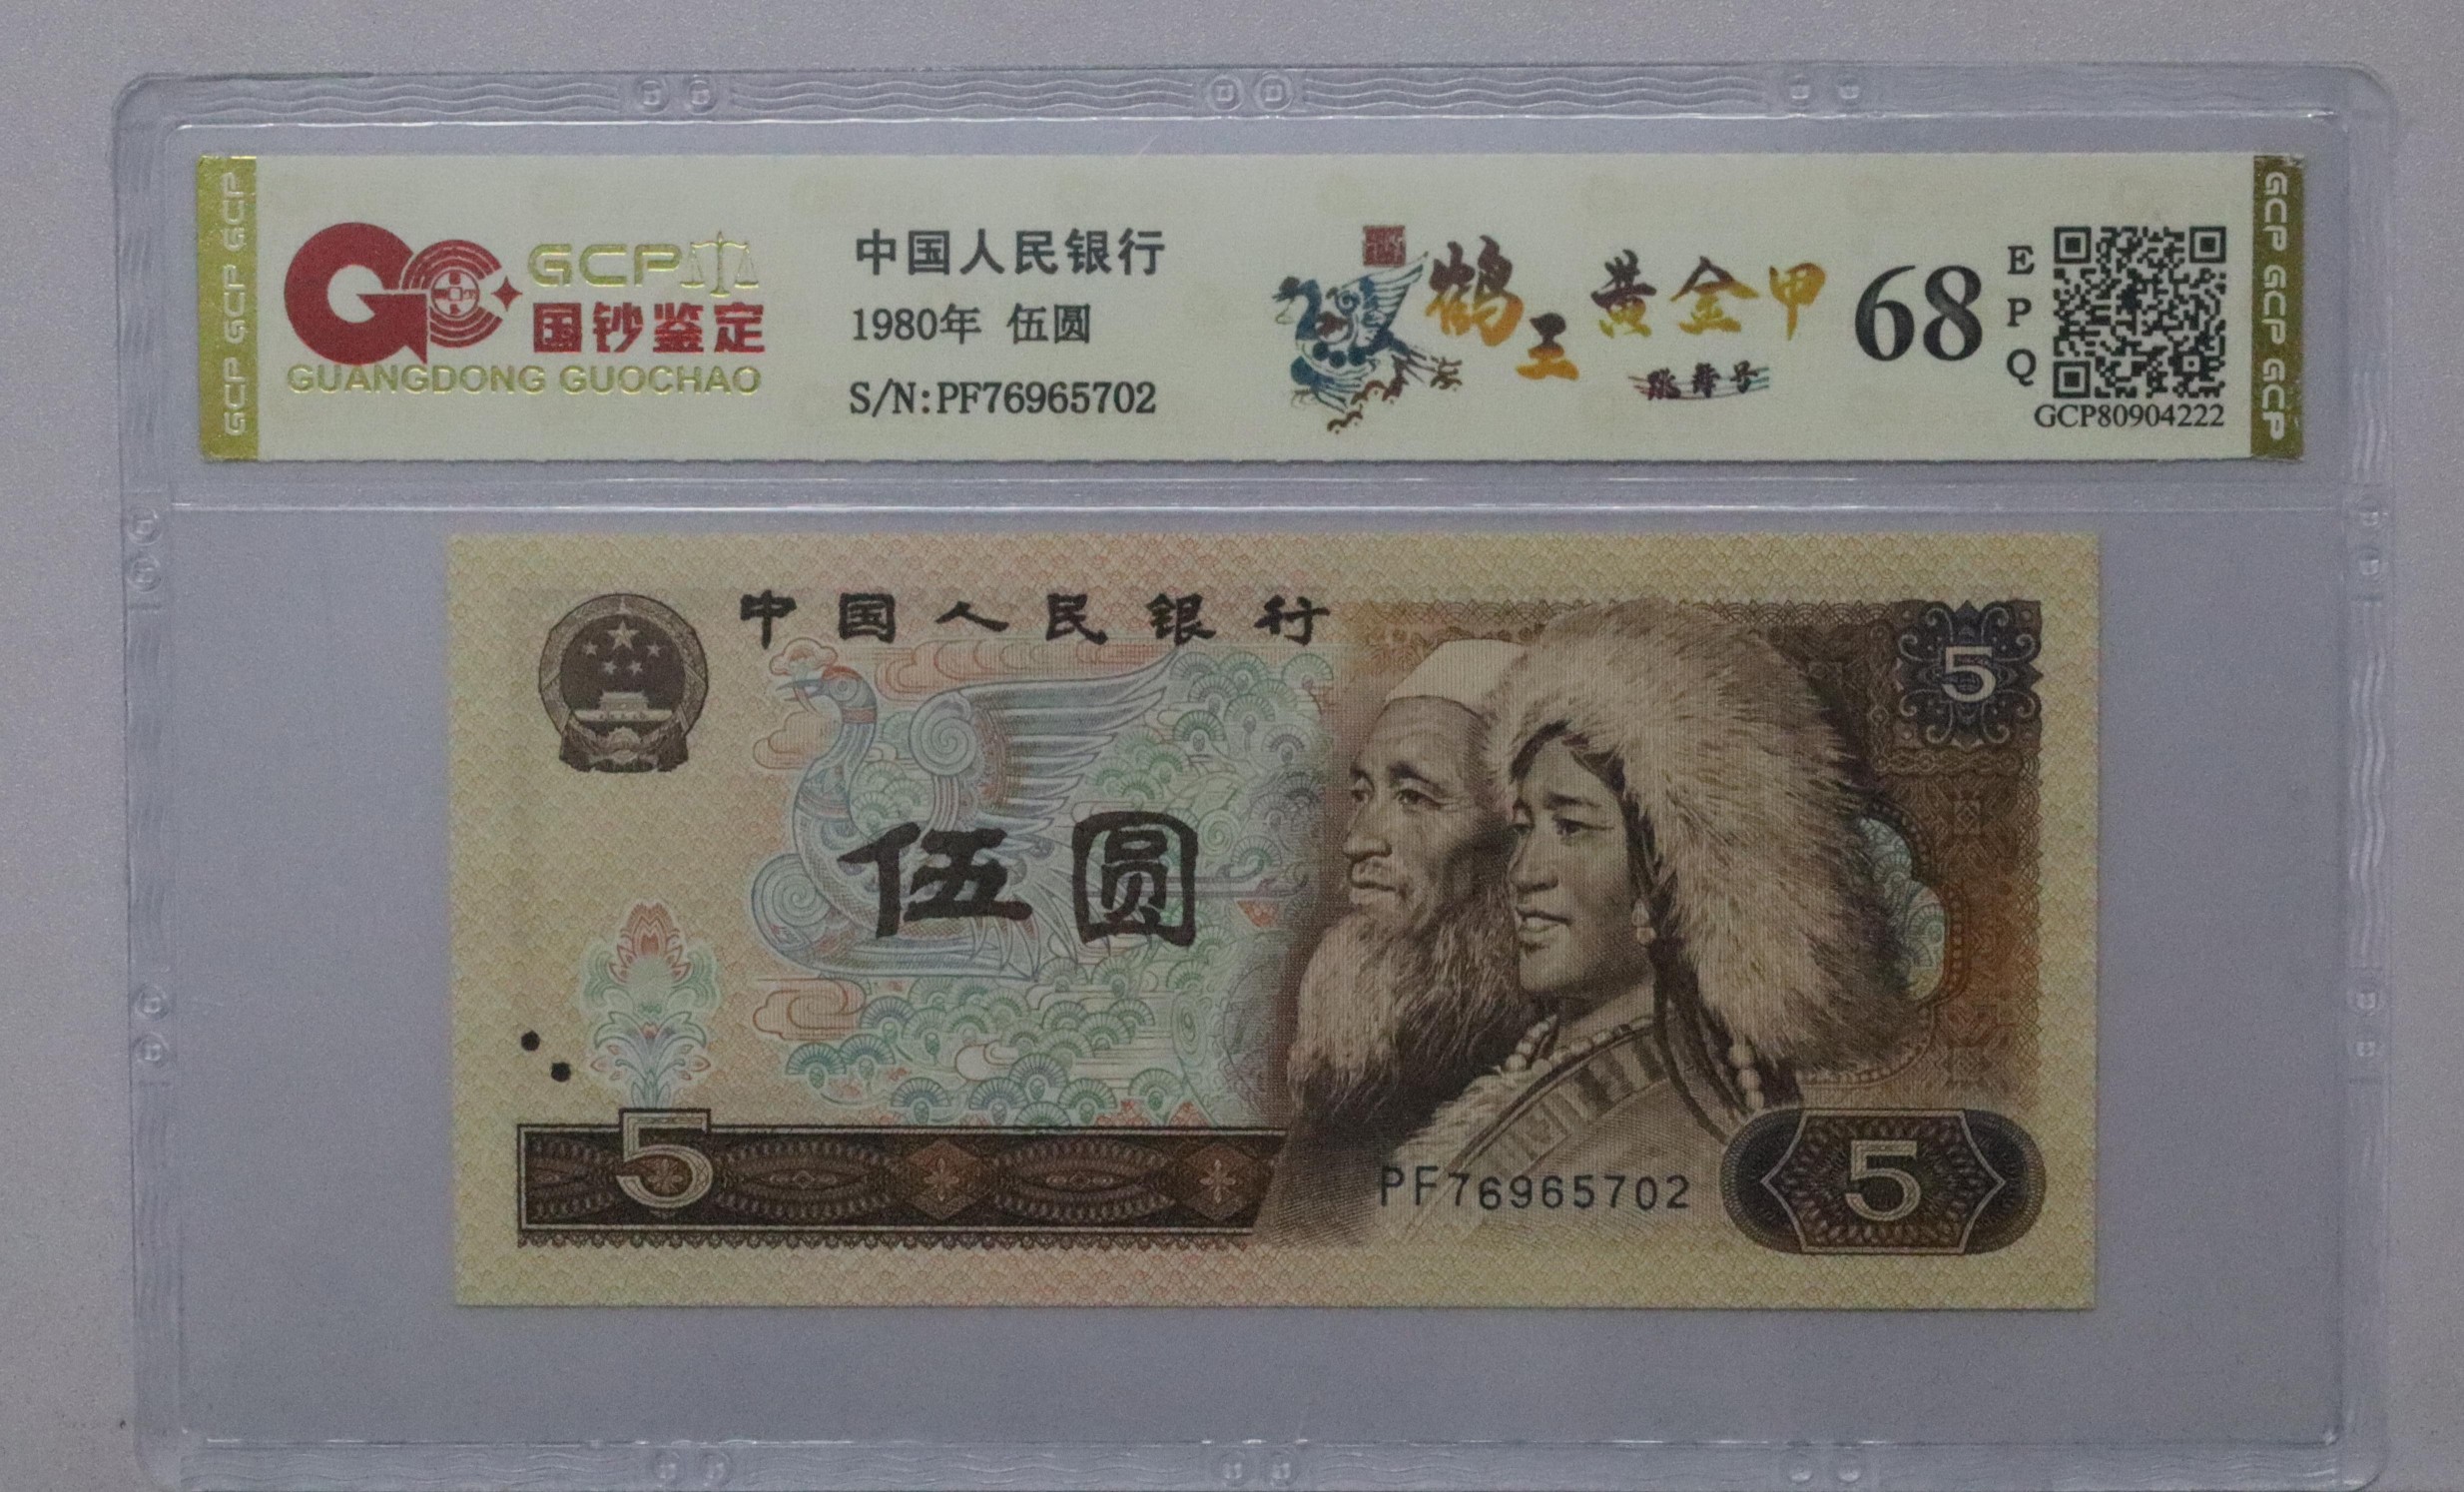 GCP GCP GCP
GCP
国钞鉴定
GUANGDONG GUOCHAO
中国人民银行
1980年 伍圆
S/N:PF76965702
鹤王 黄金甲
68
E
P
Q
GCP80904222
GCP GCP GCP
中国人民银行
5
伍圆
5
PF76965702
5